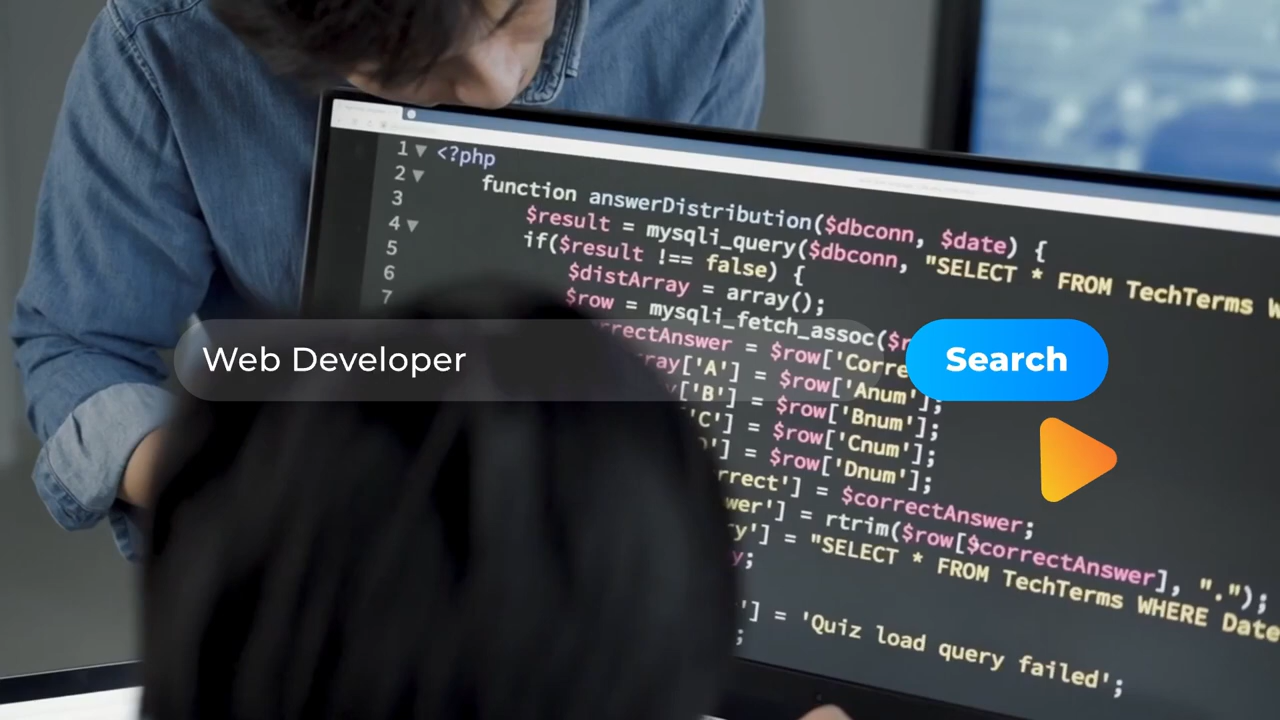 1 <?php
2 function answerDistribution($dbconn, $date) {
3 $result = mysqli_query($dbconn, "SELECT * FROM TechTerms
4 if($result !== false) {
5 $distArray = array();
6 $row = mysqli_fetch_assoc($
7 correctAnswer = $row['Corre
Web Developer
Search
['A'] = $row['Anum'];
['B'] = $row['Bnum'];
'C'] = $row['Cnum'];
'] = $row['Dnum'];
rrect'] = $correctAnswer;
wer'] = rtrim($row[$correctAnswer], ".");
ry'] = "SELECT * FROM TechTerms WHERE Date
y;
'] = 'Quiz load query failed';
;